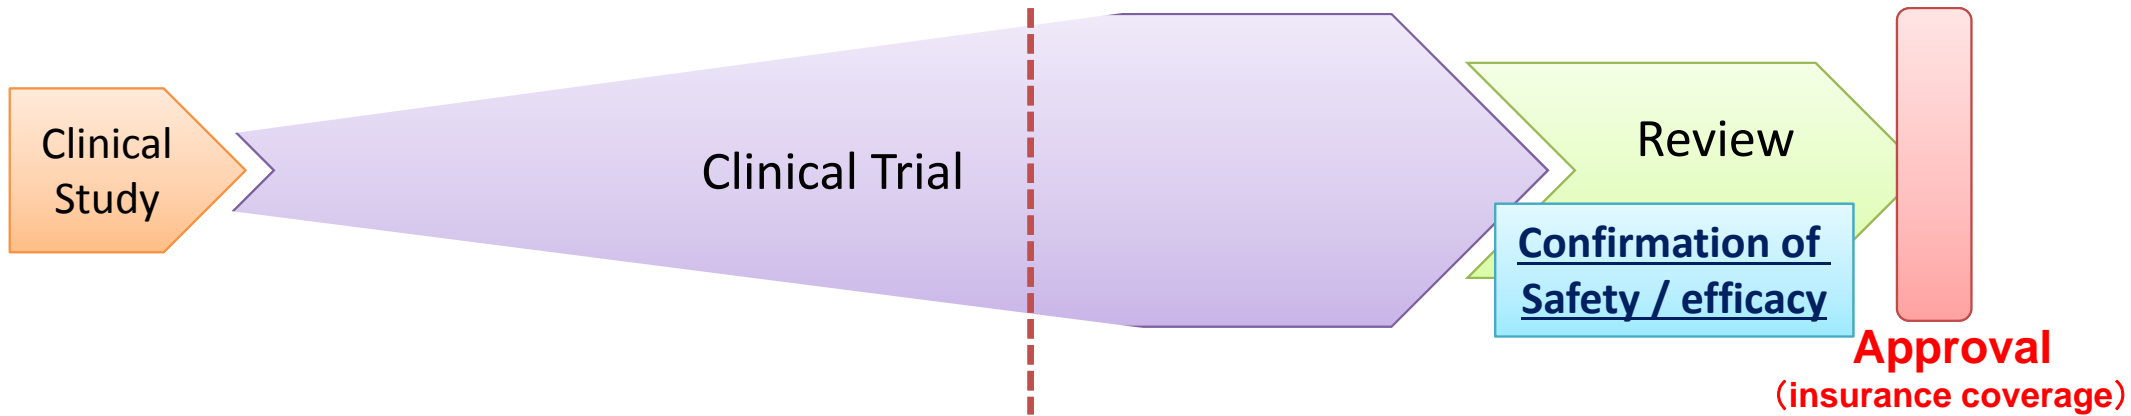 Clinical
Study
Clinical Trial
Review
Confirmation of
Safety / efficacy
Approval
（insurance coverage）